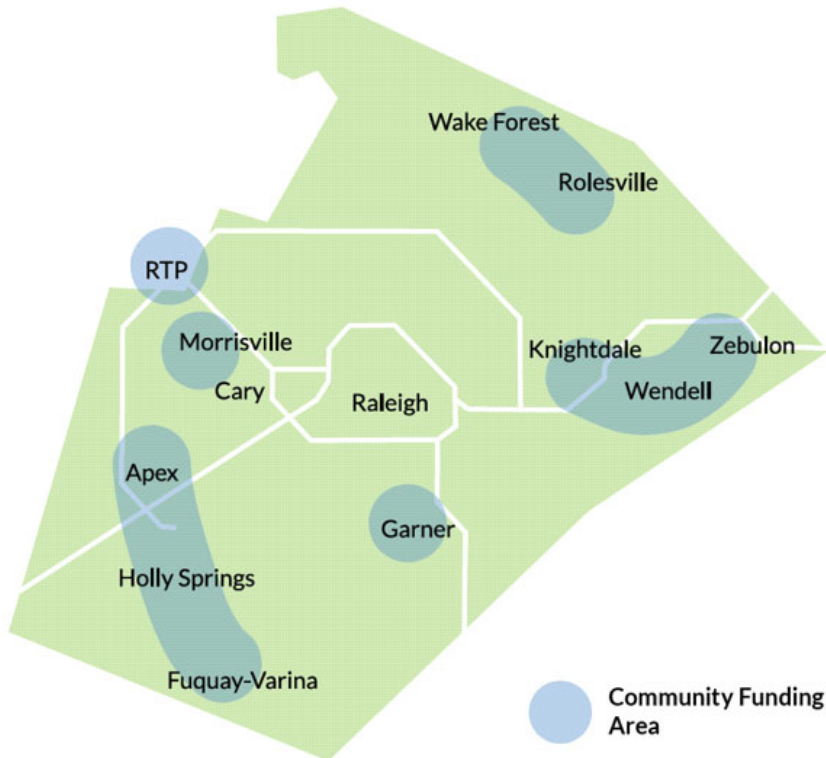 Wake Forest
Rolesville
RTP
Morrisville
Knightdale
Zebulon
Cary
Raleigh
Wendell
Apex
Garner
Holly Springs
Fuquay-Varina
Community Funding
Area